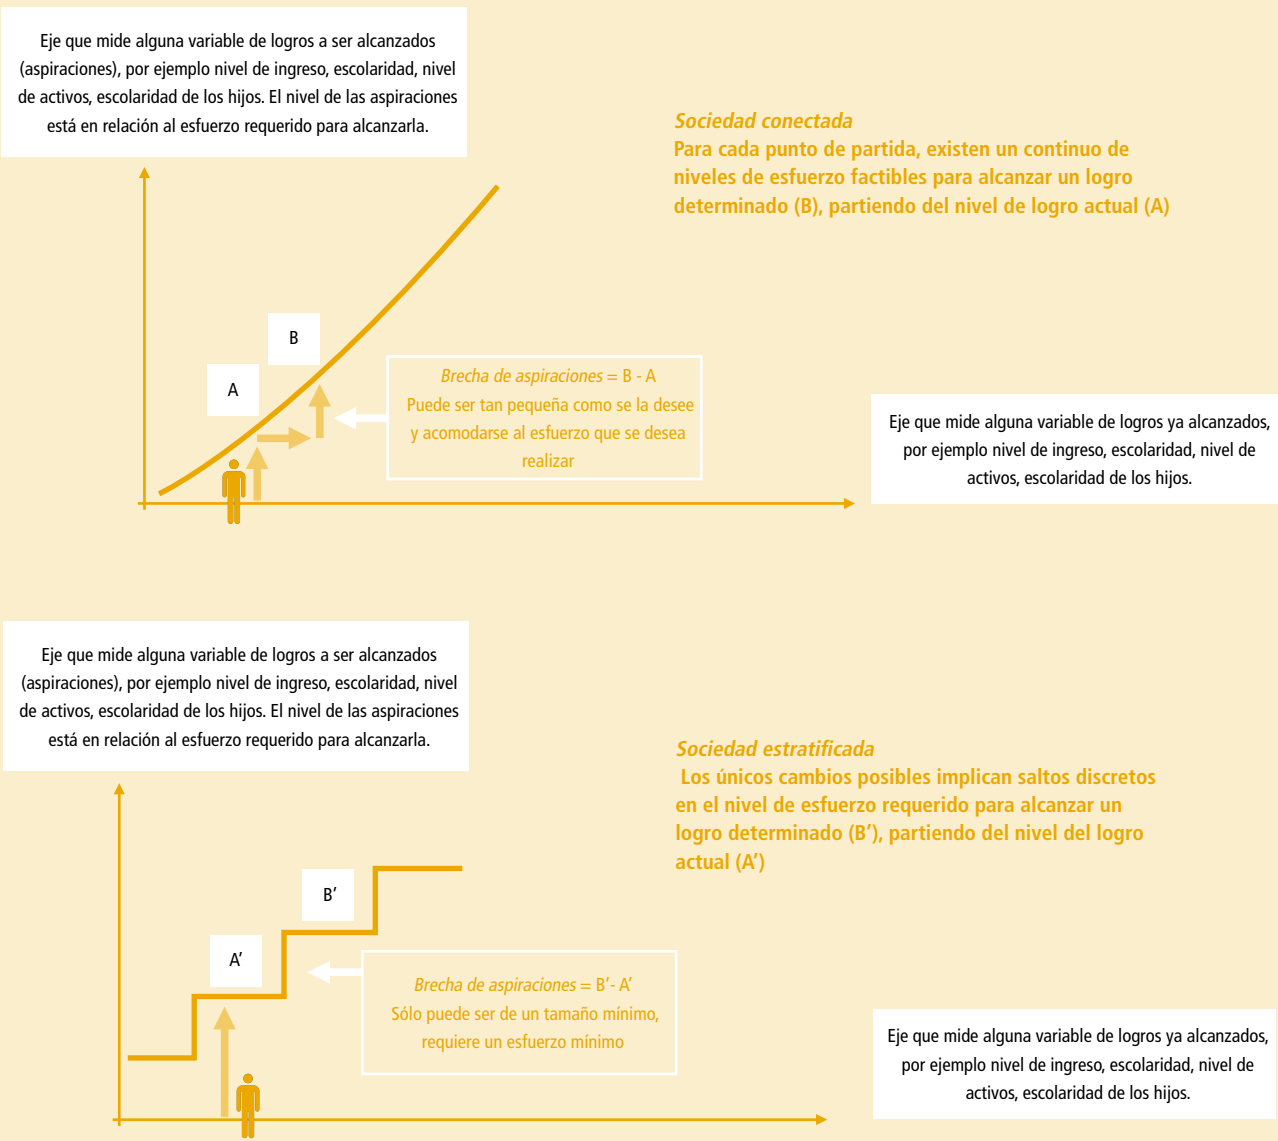 Eje que mide alguna variable de logros a ser alcanzados
(aspiraciones), por ejemplo nivel de ingreso, escolaridad, nivel
de activos, escolaridad de los hijos. El nivel de las aspiraciones
está en relación al esfuerzo requerido para alcanzarla.
Sociedad conectada
Para cada punto de partida, existen un continuo de
niveles de esfuerzo factibles para alcanzar un logro
determinado (B), partiendo del nivel de logro actual (A)
B
A
Brecha de aspiraciones = B - A
Puede ser tan pequeña como se la desee
y acomodarse al esfuerzo que se desea
realizar
Eje que mide alguna variable de logros ya alcanzados,
por ejemplo nivel de ingreso, escolaridad, nivel de
activos, escolaridad de los hijos.
Eje que mide alguna variable de logros a ser alcanzados
(aspiraciones), por ejemplo nivel de ingreso, escolaridad, nivel
de activos, escolaridad de los hijos. El nivel de las aspiraciones
está en relación al esfuerzo requerido para alcanzarla.
Sociedad estratificada
Los únicos cambios posibles implican saltos discretos
en el nivel de esfuerzo requerido para alcanzar un
logro determinado (B’), partiendo del nivel del logro
actual (A’)
B’
A’
Brecha de aspiraciones = B’- A’
Sólo puede ser de un tamaño mínimo,
requiere un esfuerzo mínimo
Eje que mide alguna variable de logros ya alcanzados,
por ejemplo nivel de ingreso, escolaridad, nivel de
activos, escolaridad de los hijos.